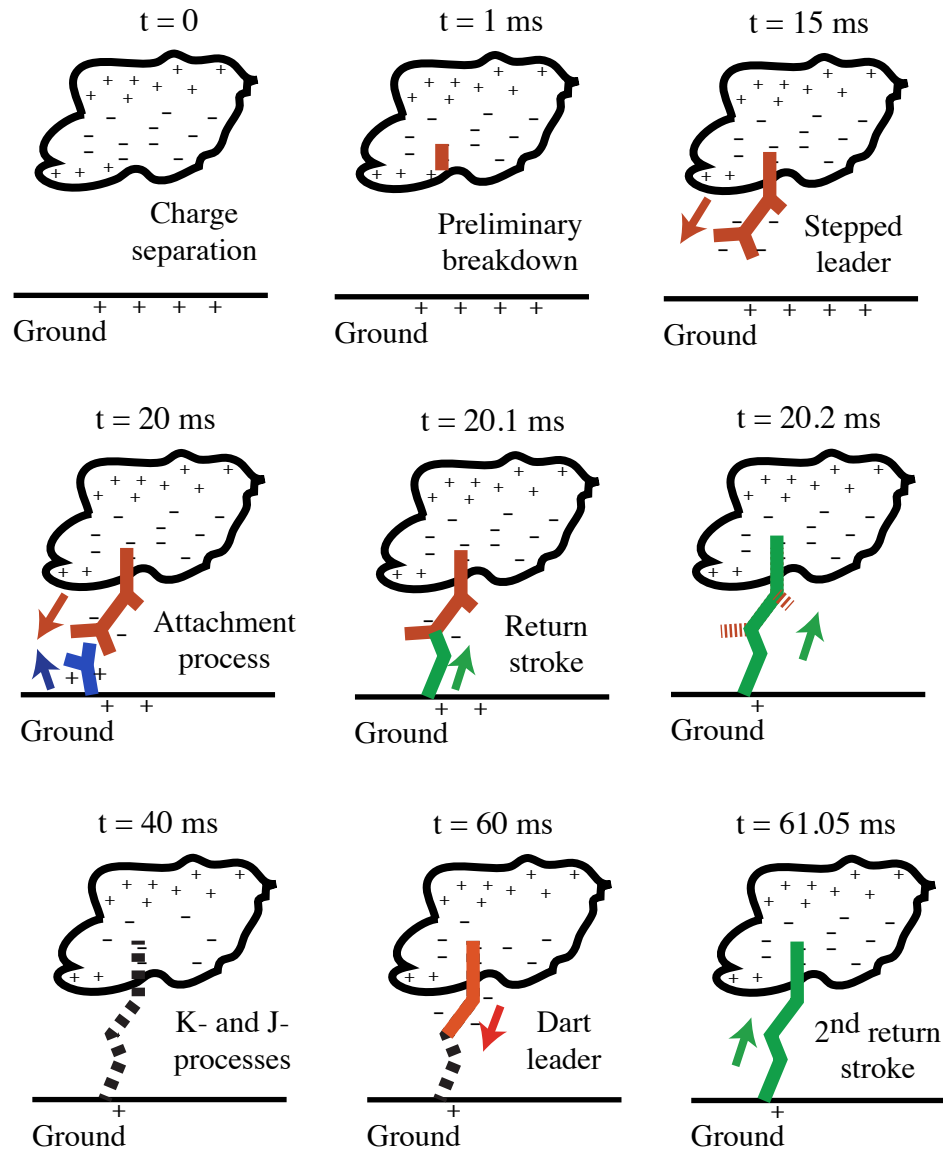 t = 0
t = 1 ms
t = 15 ms
Charge
separation
Preliminary
breakdown
Stepped
leader
Ground
Ground
Ground
t = 20 ms
t = 20.1 ms
t = 20.2 ms
Attachment
process
Return
stroke
Ground
Ground
Ground
t = 40 ms
t = 60 ms
t = 61.05 ms
K- and J-
processes
Dart
leader
2nd return
stroke
Ground
Ground
Ground